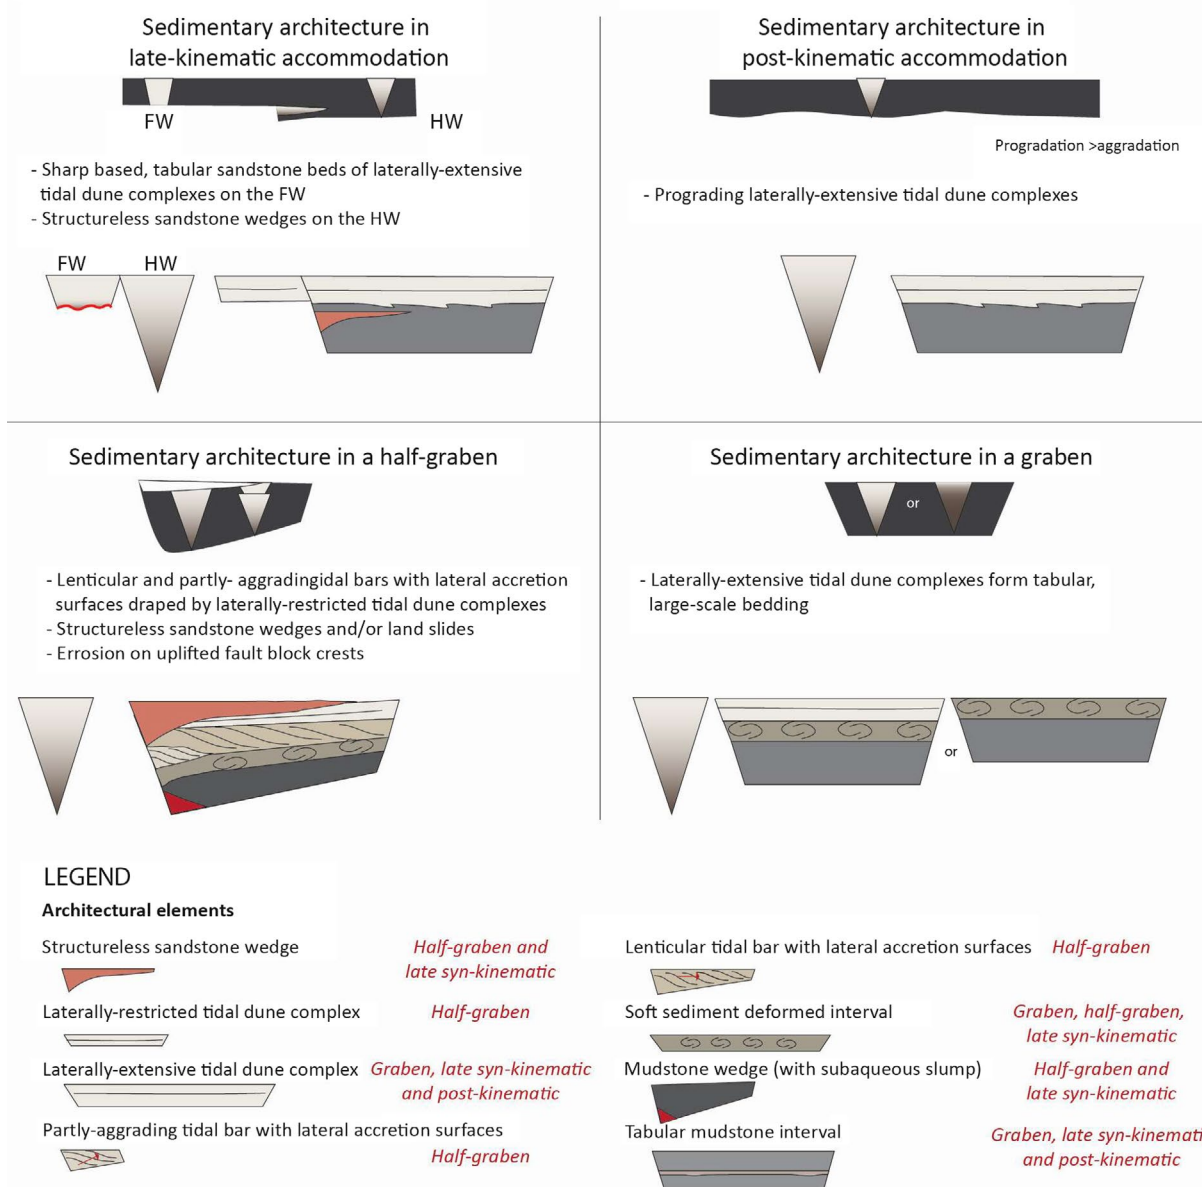 Sedimentary architecture in
late-kinematic accommodation
FW
HW
- Sharp based, tabular sandstone beds of laterally-extensive
tidal dune complexes on the FW
- Structureless sandstone wedges on the HW
FW
HW
Sedimentary architecture in
post-kinematic accommodation
Progradation >aggradation
- Prograding laterally-extensive tidal dune complexes
Sedimentary architecture in a half-graben
- Lenticular and partly- aggradingidal bars with lateral accretion
surfaces draped by laterally-restricted tidal dune complexes
- Structureless sandstone wedges and/or land slides
- Errosion on uplifted fault block crests
Sedimentary architecture in a graben
or
- Laterally-extensive tidal dune complexes form tabular,
large-scale bedding
or
LEGEND
Architectural elements
Structureless sandstone wedge
Half-graben and
late syn-kinematic
Laterally-restricted tidal dune complex
Half-graben
Laterally-extensive tidal dune complex
Graben, late syn-kinematic
and post-kinematic
Partly-aggrading tidal bar with lateral accretion surfaces
Half-graben
Lenticular tidal bar with lateral accretion surfaces
Half-graben
Soft sediment deformed interval
Graben, half-graben,
late syn-kinematic
Mudstone wedge (with subaqueous slump)
Half-graben and
late syn-kinematic
Tabular mudstone interval
Graben, late syn-kinemati
and post-kinematic